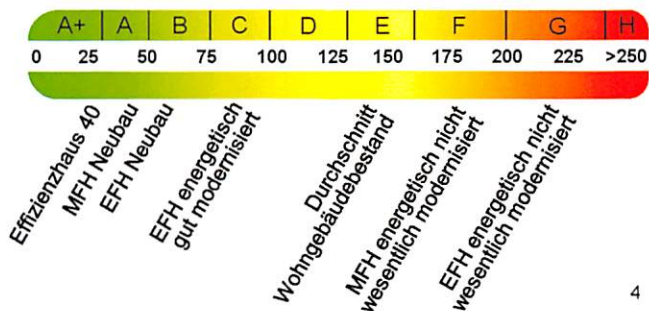 A+ A B C D E F G H
0 25 50 75 100 125 150 175 200 225 >250
Effizienzhaus 40
MFH Neubau
EFH Neubau
EFH energetisch
gut modernisiert
Durchschnitt
Wohngebäudebestand
MFH energetisch nicht
wesentlich modernisiert
EFH energetisch nicht
wesentlich modernisiert
4